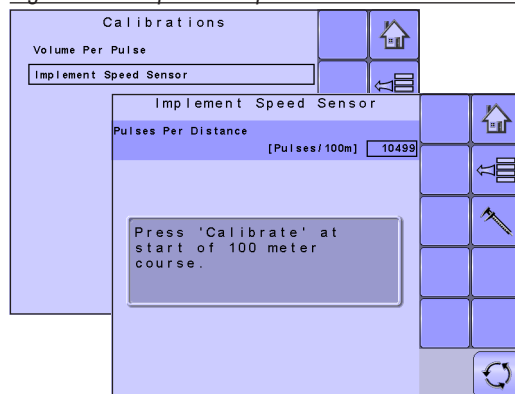 Calibrations
Volume Per Pulse
Implement Speed Sensor
Implement Speed Sensor
Pulses Per Distance
[Pulses/100m] 10499
Press 'Calibrate' at
start of 100 meter
course.